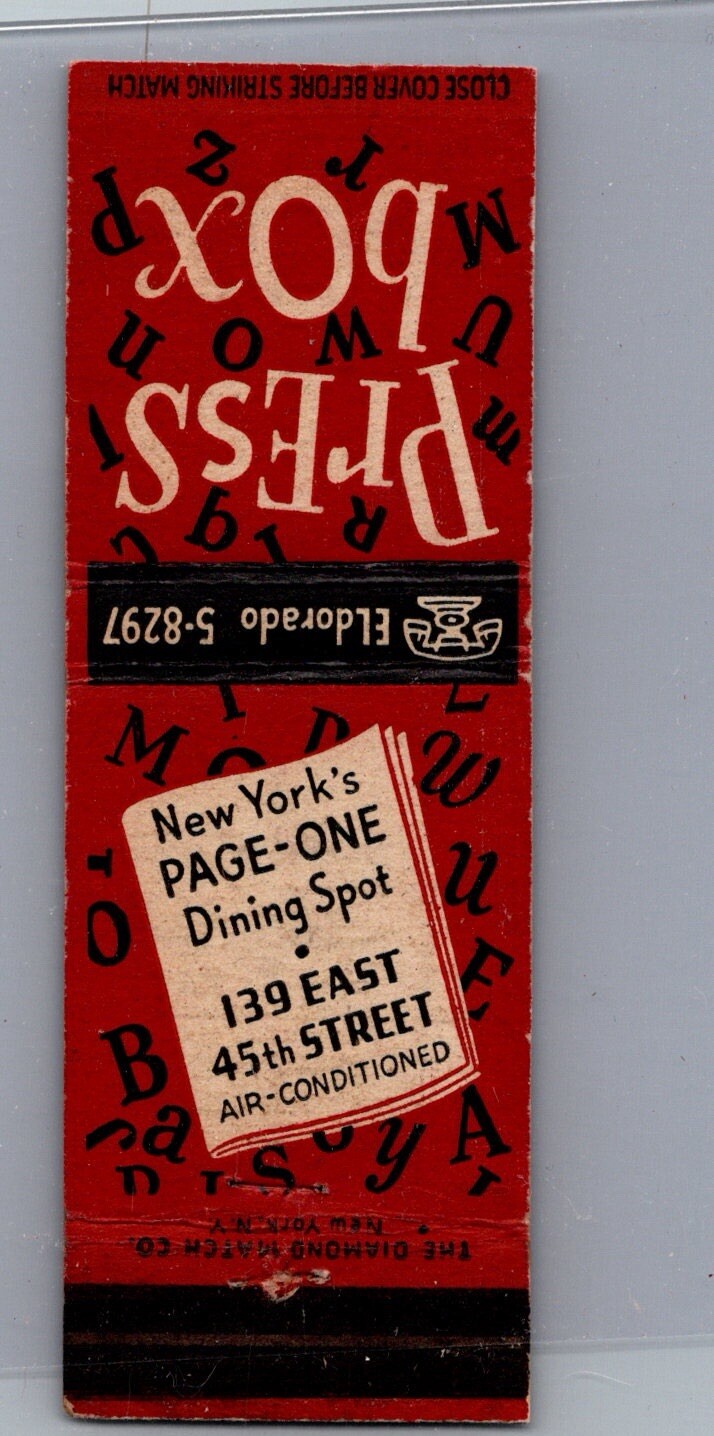 CLOSE COVER BEFORE STRIKING MATCH
PrESS
bOx
ELdorado 5-8297
New York's
PAGE-ONE
Dining Spot
•
139 EAST
45th STREET
AIR-CONDITIONED
THE DIAMOND MATCH CO.
New York N.Y.